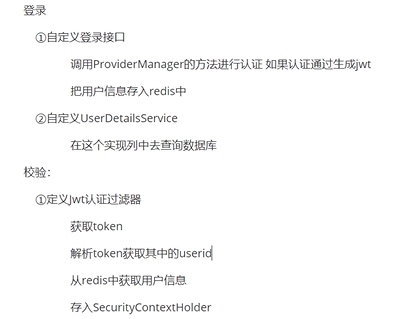 登录
①自定义登录接口
调用ProviderManager的方法进行认证 如果认证通过生成jwt
把用户信息存入redis中
②自定义UserDetailsService
在这个实现列中去查询数据库
校验：
①定义Jwt认证过滤器
获取token
解析token获取其中的userid
从redis中获取用户信息
存入SecurityContextHolder